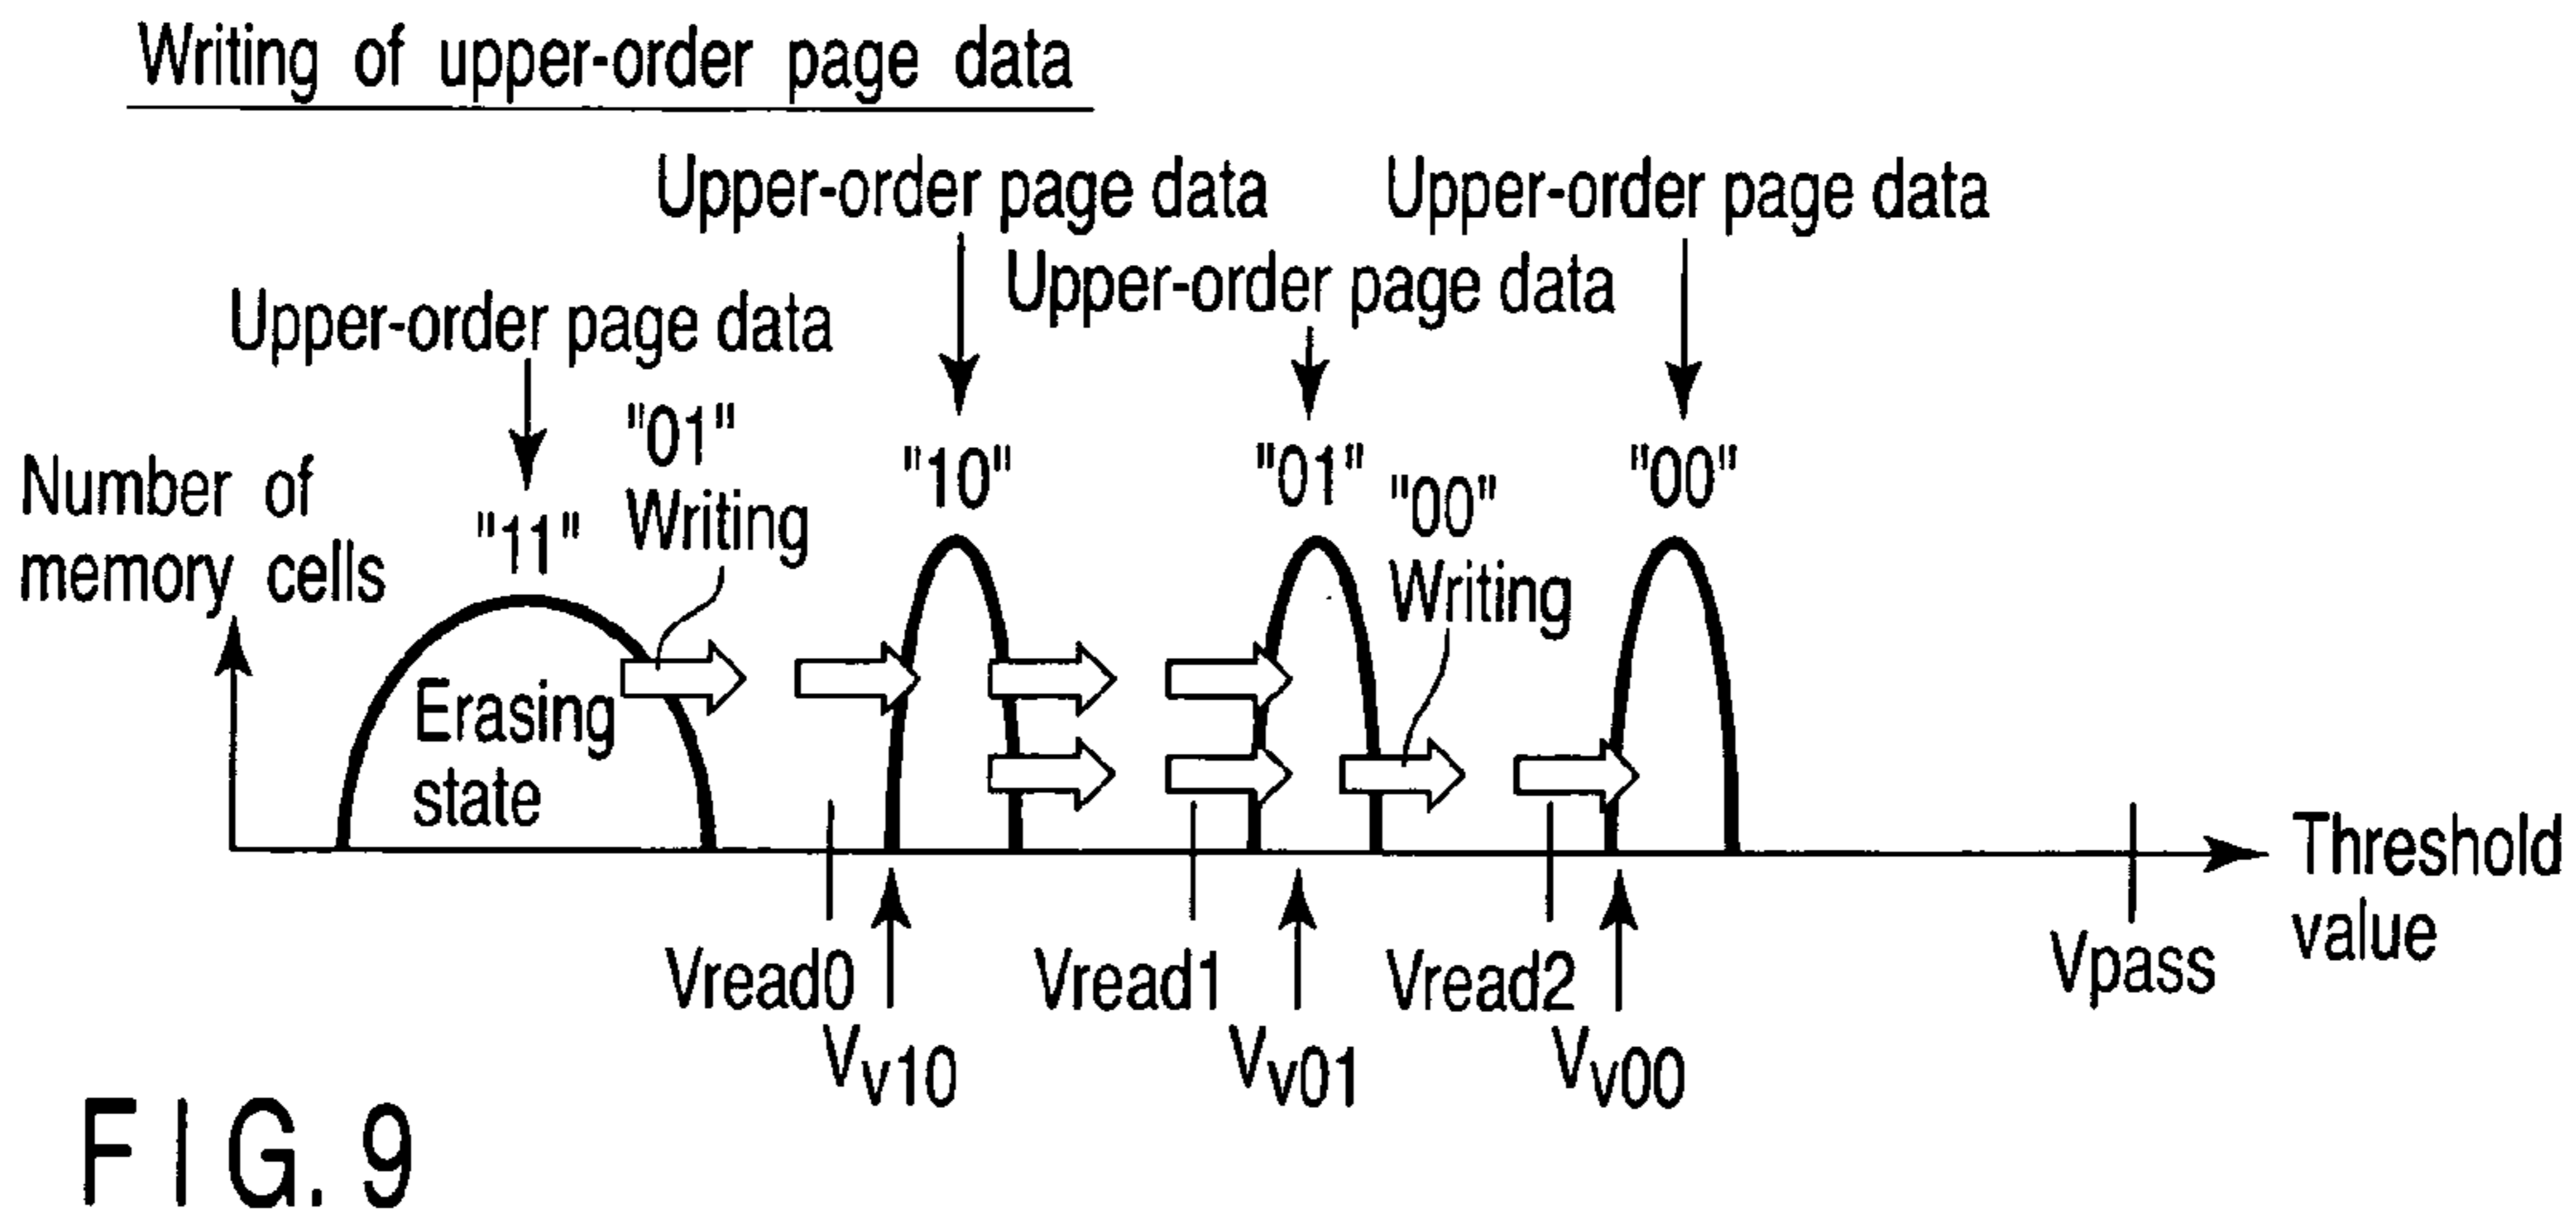 Writing of upper-order page data
Upper-order page data
Upper-order page data
Upper-order page data
Upper-order page data
"01"
Writing
"10"
"01"
"00"
"00"
Writing
"11"
Number of
memory cells
Erasing
state
Threshold
value
Vread0
Vread1
Vread2
Vpass
Vv10
Vv01
Vv00
FIG. 9